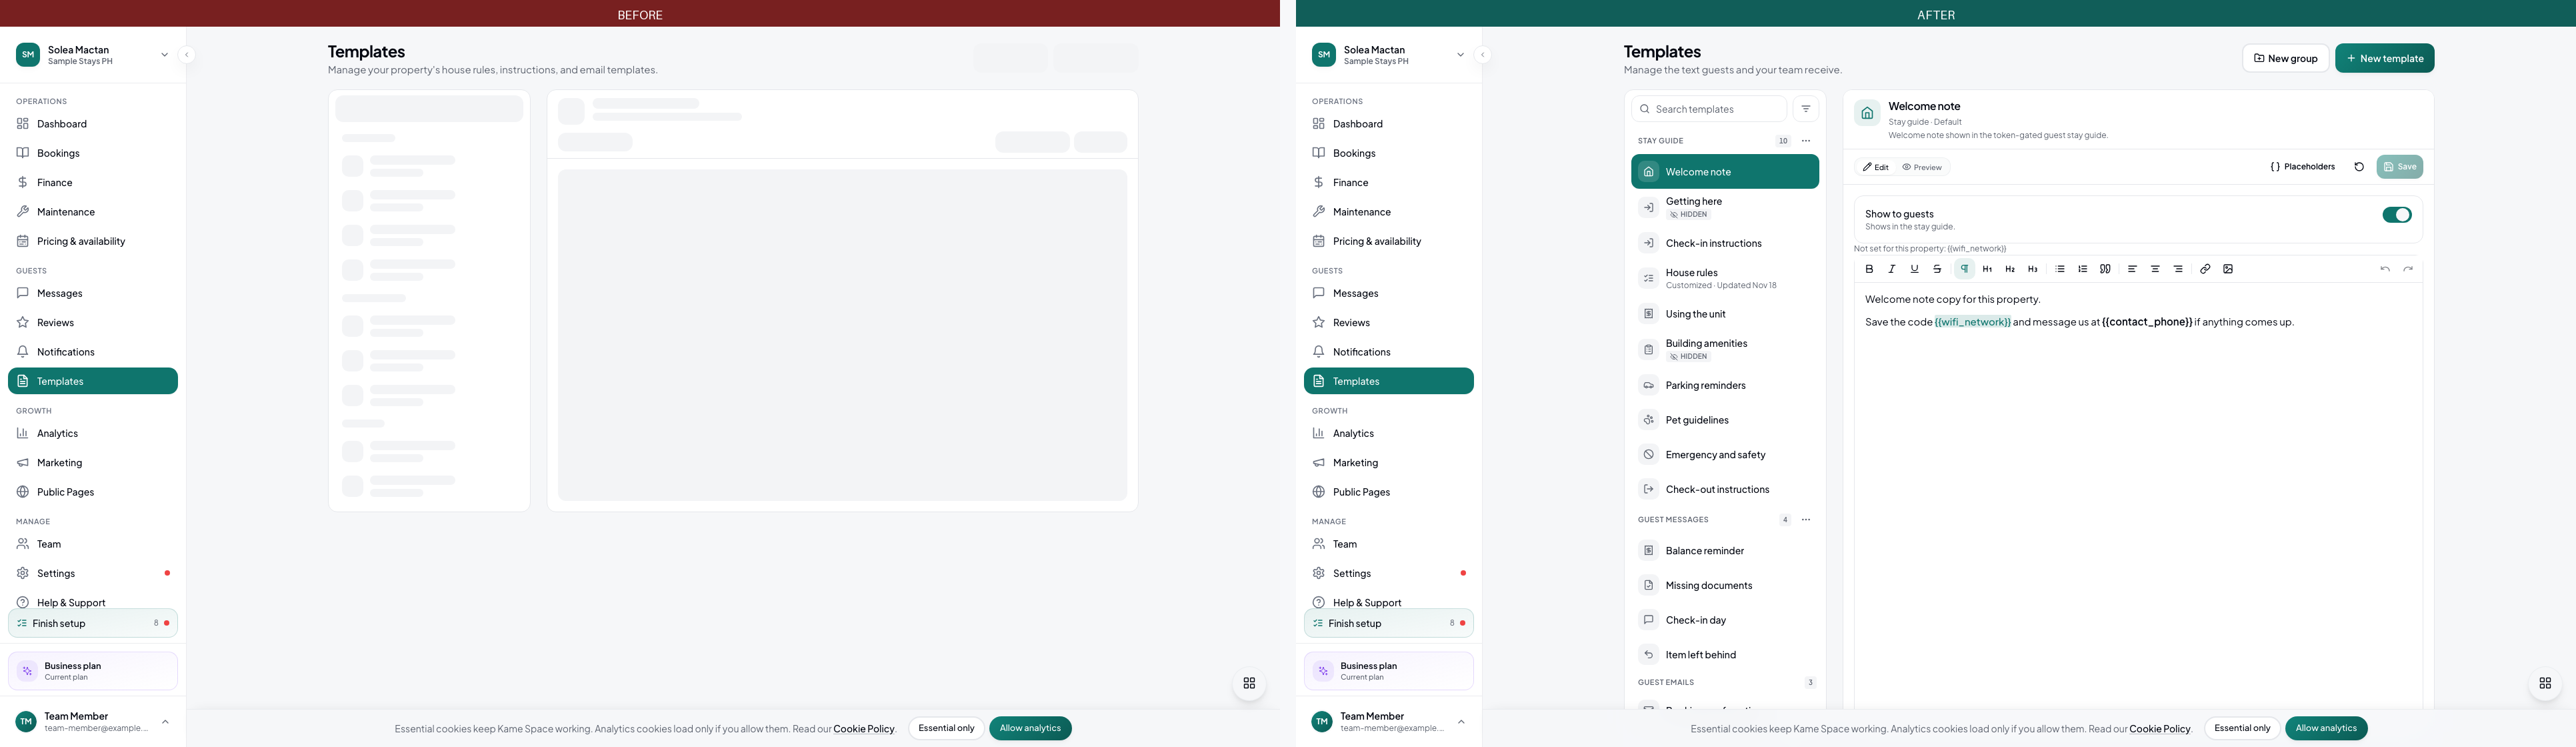 BEFORE
SM
Solea Mactan
Sample Stays PH
OPERATIONS
Dashboard
Bookings
Finance
Maintenance
Pricing & availability
GUESTS
Messages
Reviews
Notifications
Templates
GROWTH
Analytics
Marketing
Public Pages
MANAGE
Team
Settings
Help & Support
Finish setup 8
Business plan
Current plan
TM
Team Member
team-member@example...
Templates
Manage your property's house rules, instructions, and email templates.
Essential cookies keep Kame Space working. Analytics cookies load only if you allow them. Read our Cookie Policy.
Essential only
Allow analytics
AFTER
SM
Solea Mactan
Sample Stays PH
OPERATIONS
Dashboard
Bookings
Finance
Maintenance
Pricing & availability
GUESTS
Messages
Reviews
Notifications
Templates
GROWTH
Analytics
Marketing
Public Pages
MANAGE
Team
Settings
Help & Support
Finish setup 8
Business plan
Current plan
TM
Team Member
team-member@example...
Templates
Manage the text guests and your team receive.
New group
New template
Search templates
STAY GUIDE 10
Welcome note
Getting here
HIDDEN
Check-in instructions
House rules
Customized · Updated Nov 18
Using the unit
Building amenities
HIDDEN
Parking reminders
Pet guidelines
Emergency and safety
Check-out instructions
GUEST MESSAGES 4
Balance reminder
Missing documents
Check-in day
Item left behind
GUEST EMAILS 3
Welcome note
Stay guide · Default
Welcome note shown in the token-gated guest stay guide.
Edit
Preview
{ } Placeholders
Save
Show to guests
Shows in the stay guide.
Not set for this property: {{wifi_network}}
B I U S ¶ H1 H2 H3
Welcome note copy for this property.
Save the code {{wifi_network}} and message us at {{contact_phone}} if anything comes up.
Essential cookies keep Kame Space working. Analytics cookies load only if you allow them. Read our Cookie Policy.
Essential only
Allow analytics